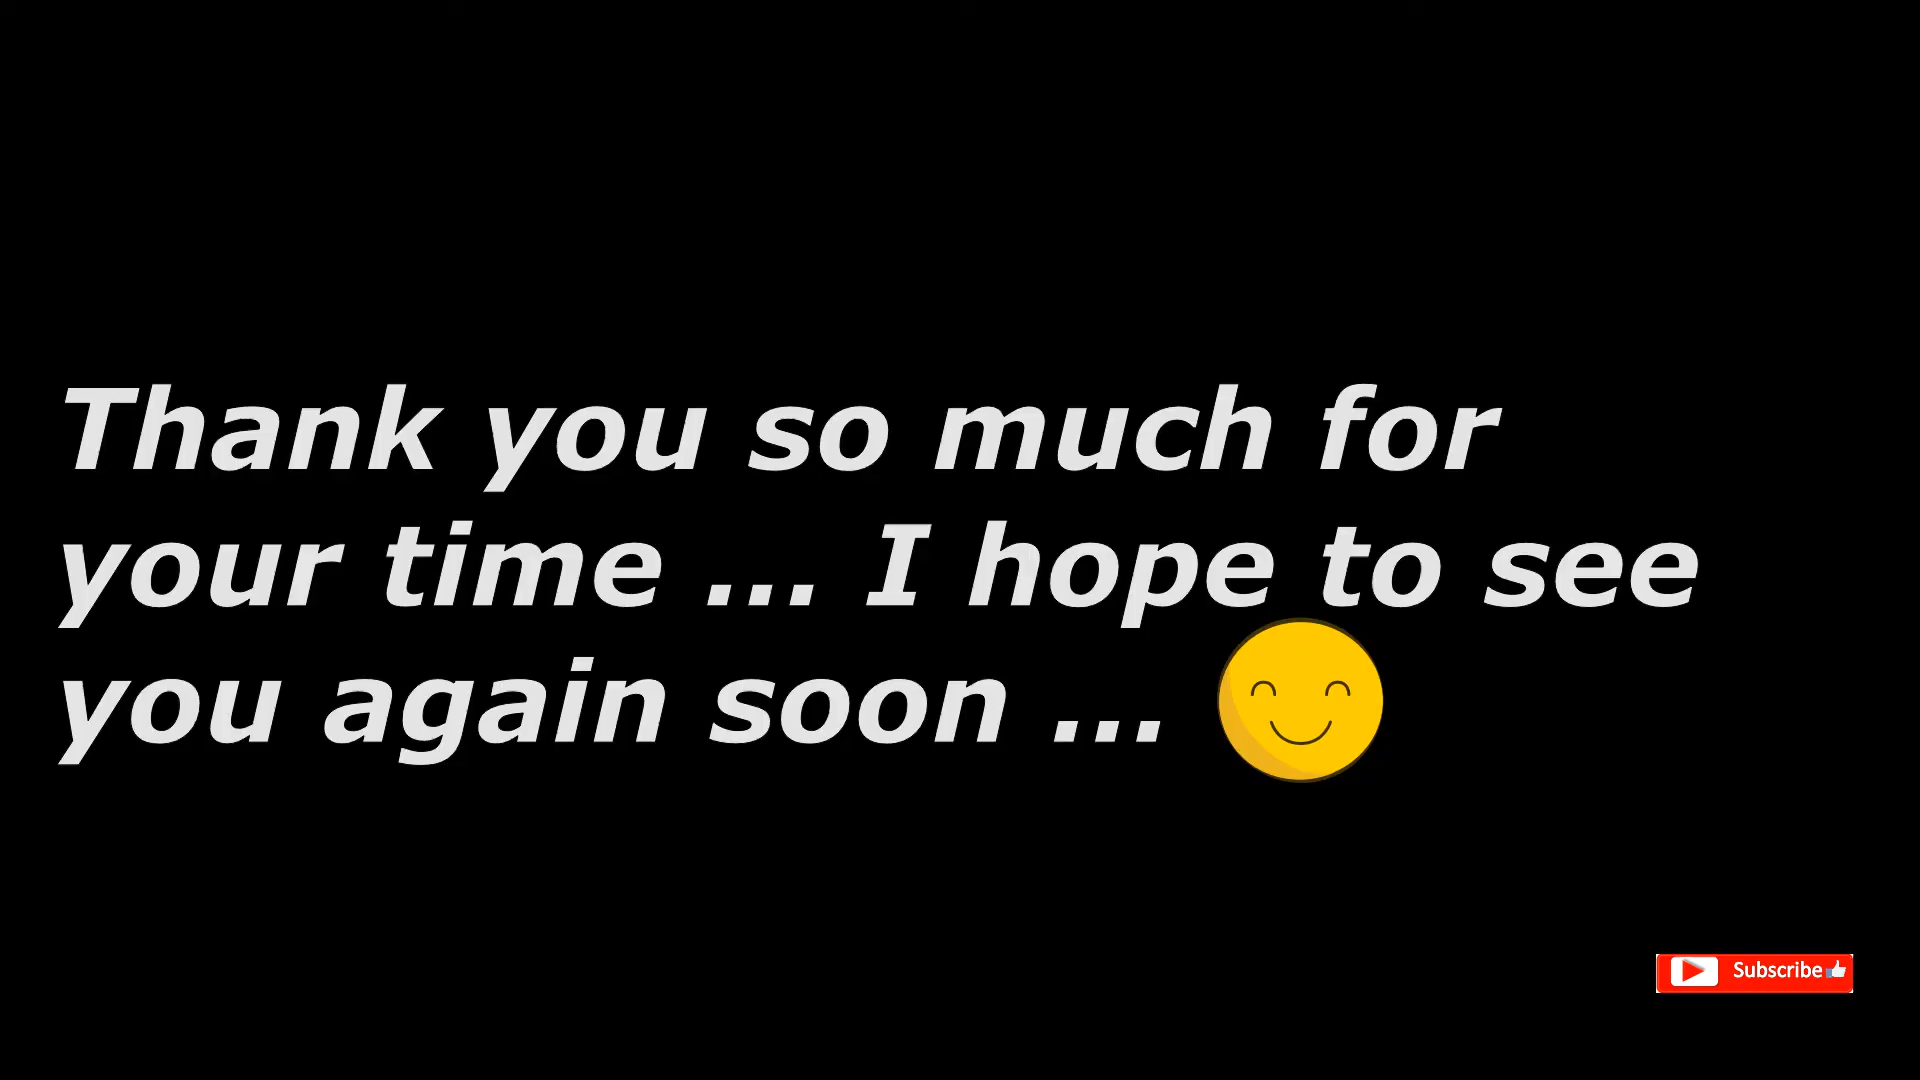 Thank you so much for
your time ... I hope to see
you again soon ...
Subscribe